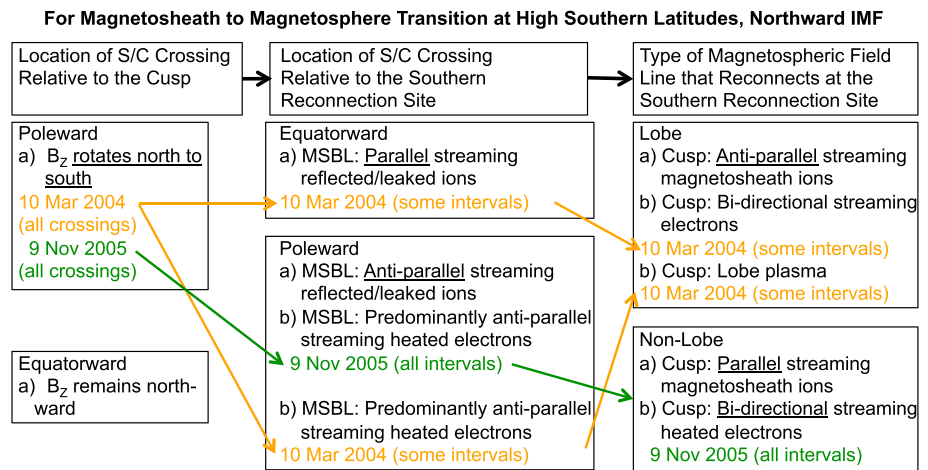 For Magnetosheath to Magnetosphere Transition at High Southern Latitudes, Northward IMF
Location of S/C Crossing
Relative to the Cusp
Location of S/C Crossing
Relative to the Southern
Reconnection Site
Type of Magnetospheric Field
Line that Reconnects at the
Southern Reconnection Site
Poleward
a) BZ rotates north to
south
10 Mar 2004
(all crossings)
9 Nov 2005
(all crossings)
Equatorward
a) BZ remains north-
ward
Equatorward
a) MSBL: Parallel streaming
reflected/leaked ions
10 Mar 2004 (some intervals)
Poleward
a) MSBL: Anti-parallel streaming
reflected/leaked ions
b) MSBL: Predominantly anti-parallel
streaming heated electrons
9 Nov 2005 (all intervals)
b) MSBL: Predominantly anti-parallel
streaming heated electrons
10 Mar 2004 (some intervals)
Lobe
a) Cusp: Anti-parallel streaming
magnetosheath ions
b) Cusp: Bi-directional streaming
electrons
10 Mar 2004 (some intervals)
b) Cusp: Lobe plasma
10 Mar 2004 (some intervals)
Non-Lobe
a) Cusp: Parallel streaming
magnetosheath ions
b) Cusp: Bi-directional streaming
heated electrons
9 Nov 2005 (all intervals)